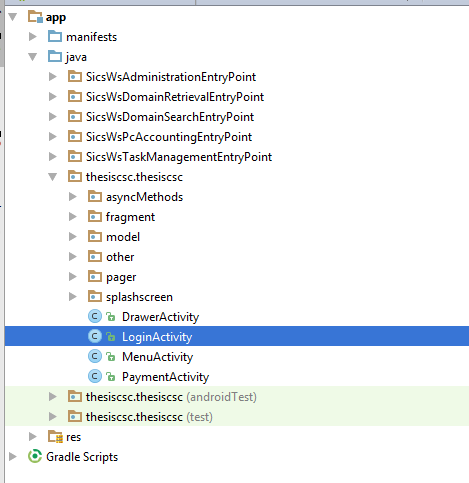 app
manifests
java
SicsWsAdministrationEntryPoint
SicsWsDomainRetrievalEntryPoint
SicsWsDomainSearchEntryPoint
SicsWsPcAccountingEntryPoint
SicsWsTaskManagementEntryPoint
thesiscsc.thesiscsc
asyncMethods
fragment
model
other
pager
splashscreen
DrawerActivity
LoginActivity
MenuActivity
PaymentActivity
thesiscsc.thesiscsc (androidTest)
thesiscsc.thesiscsc (test)
res
Gradle Scripts